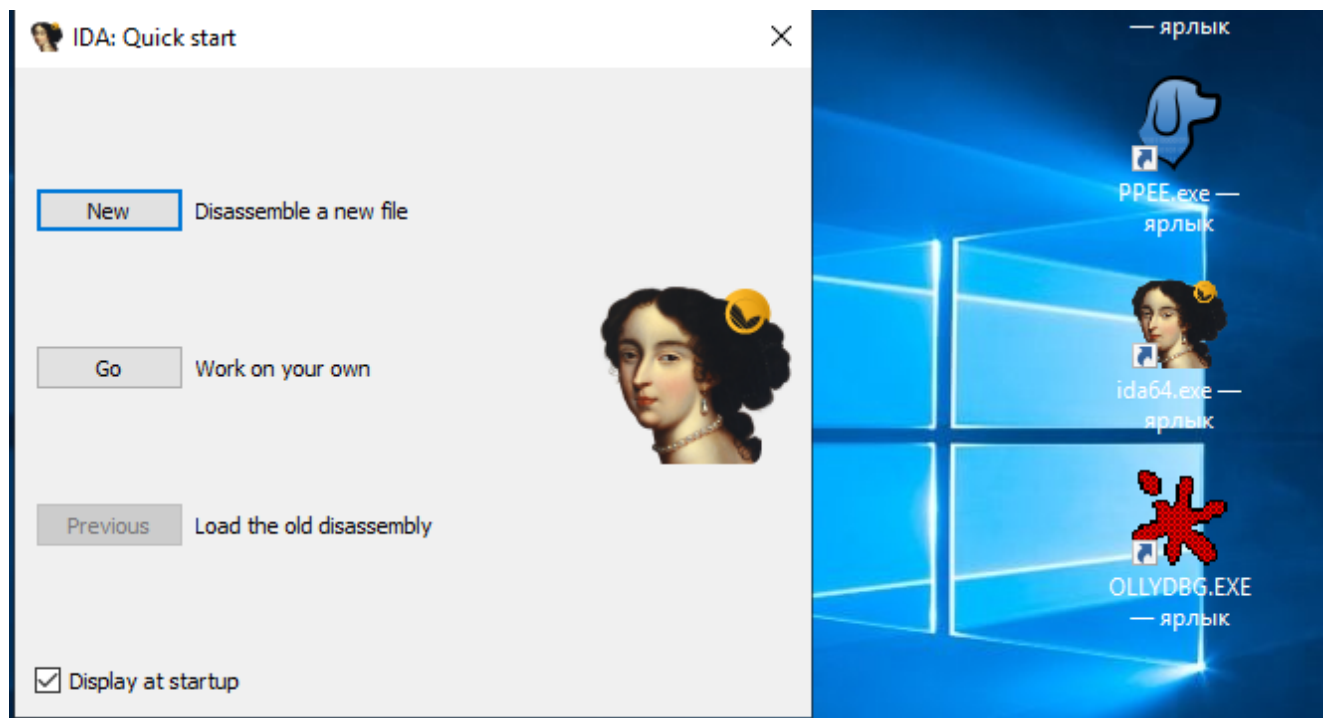 IDA: Quick start
New
Disassemble a new file
Go
Work on your own
Previous
Load the old disassembly
Display at startup
— ярлык
PPEE.exe —
ярлык
ida64.exe —
ярлык
OLLYDBG.EXE
— ярлык